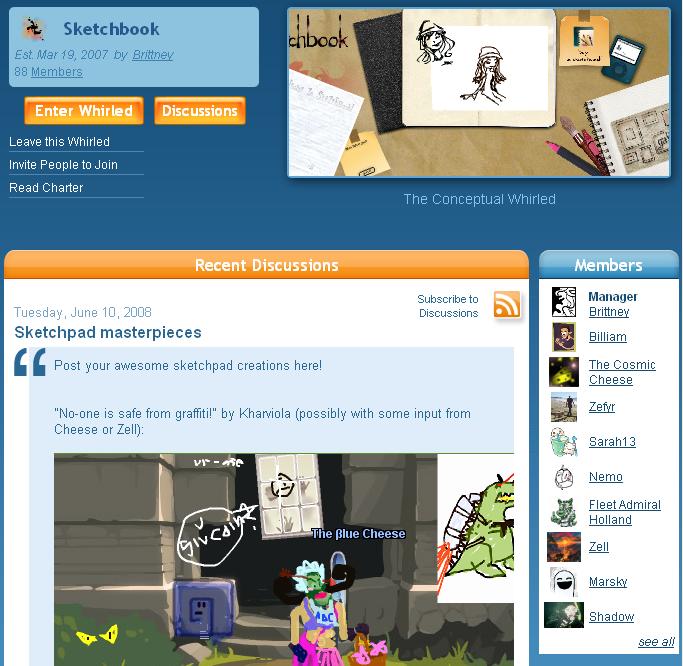 Sketchbook
Est. Mar 19, 2007 by Brittney
88 Members
Enter Whirled
Discussions
Leave this Whirled
Invite People to Join
Read Charter
chbook
The Conceptual Whirled
Recent Discussions
Members
Tuesday, June 10, 2008
Subscribe to
Discussions
Sketchpad masterpieces
Post your awesome sketchpad creations here!
"No-one is safe from graffiti!" by Kharviola (possibly with some input from
Cheese or Zell):
The βlue Cheese
Manager
Brittney
Billiam
The Cosmic
Cheese
Zefyr
Sarah13
Nemo
Fleet Admiral
Holland
Zell
Marsky
Shadow
see all